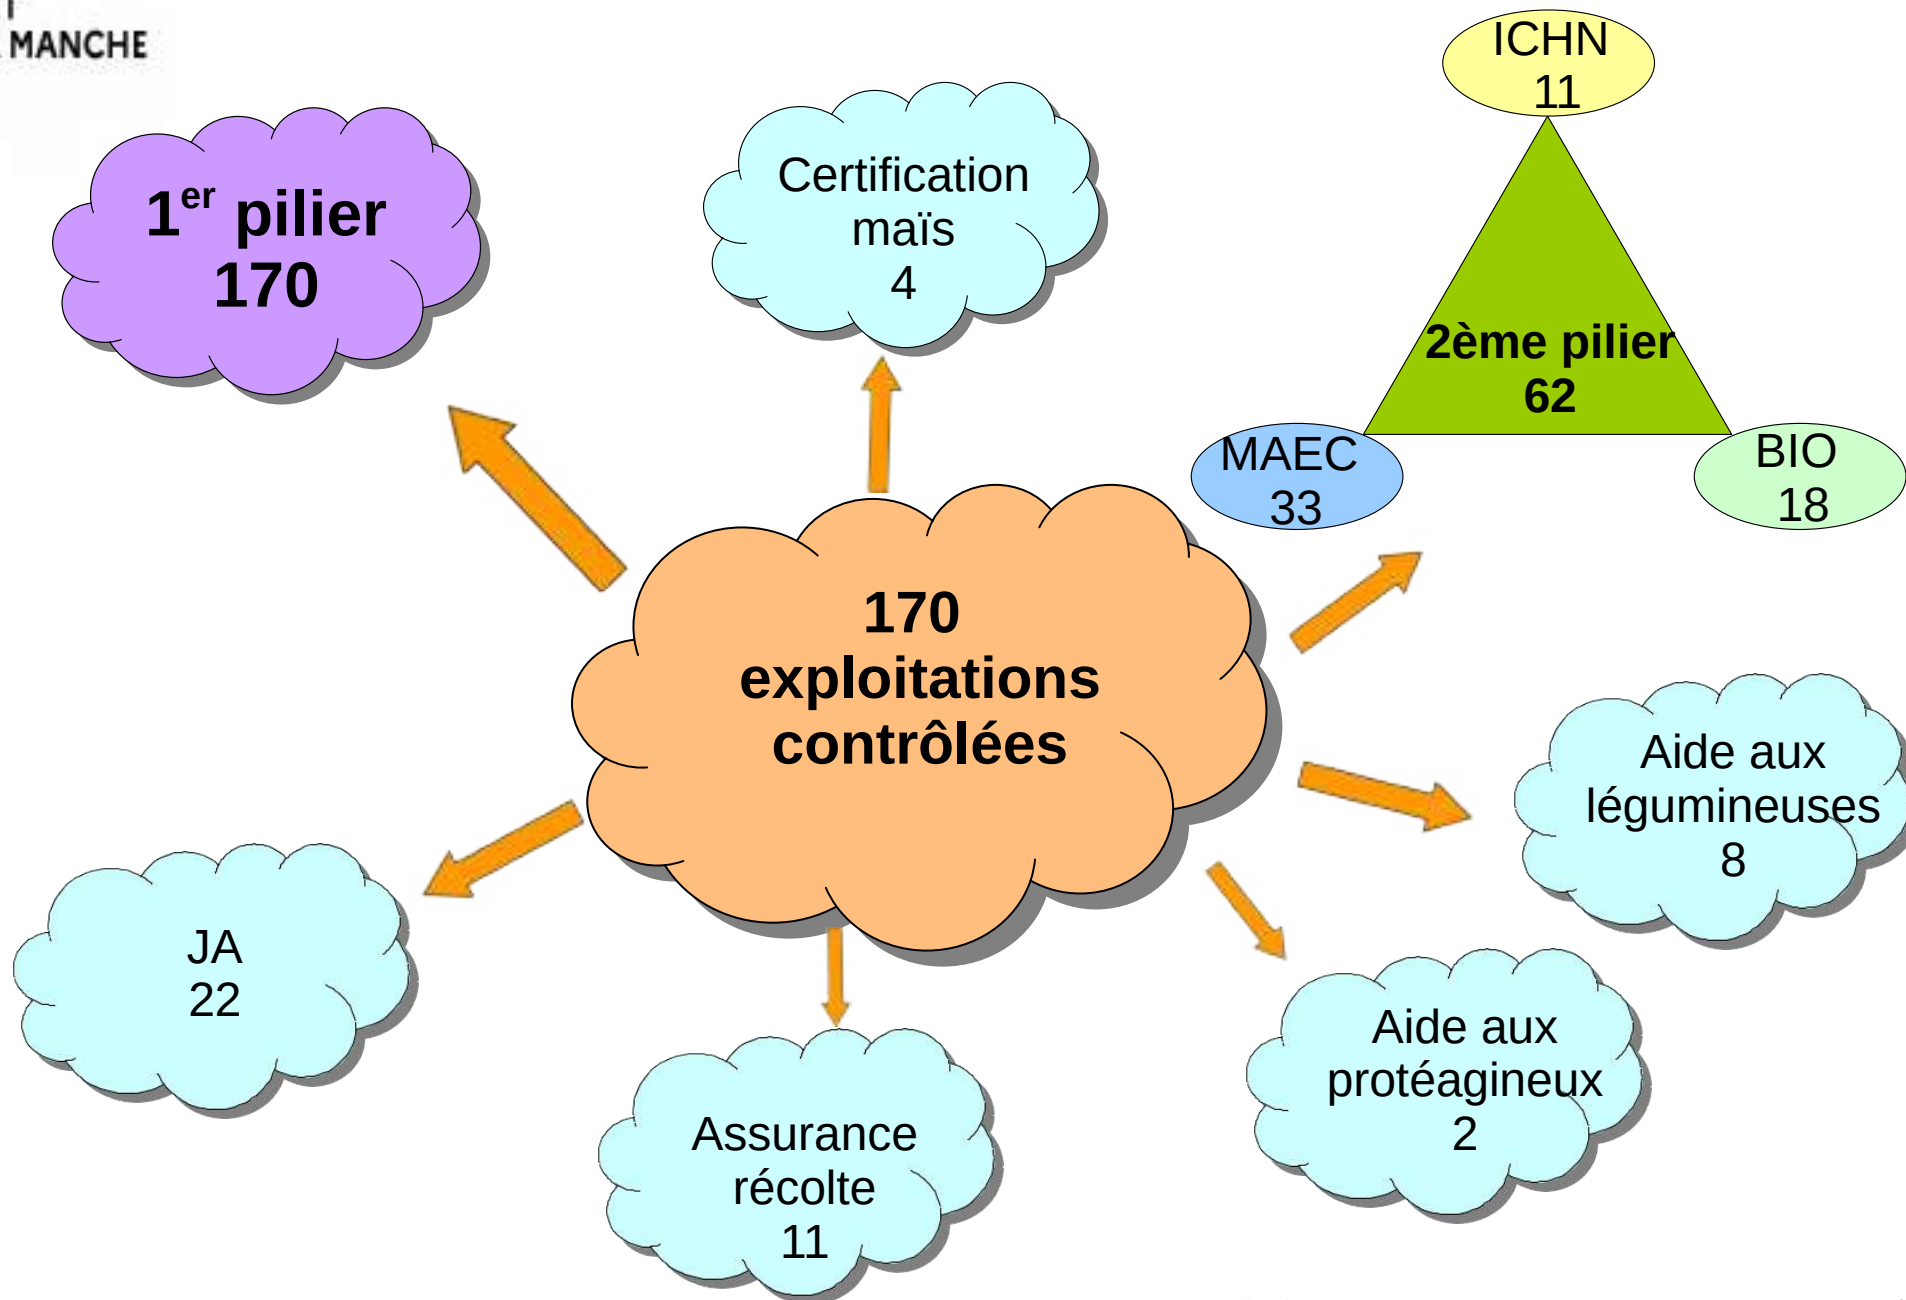 MANCHE
ICHN
11
1er pilier
170
Certification
maïs
4
2ème pilier
62
MAEC
33
BIO
18
170
exploitations
contrôlées
Aide aux
légumineuses
8
JA
22
Aide aux
protéagineux
2
Assurance
récolte
11